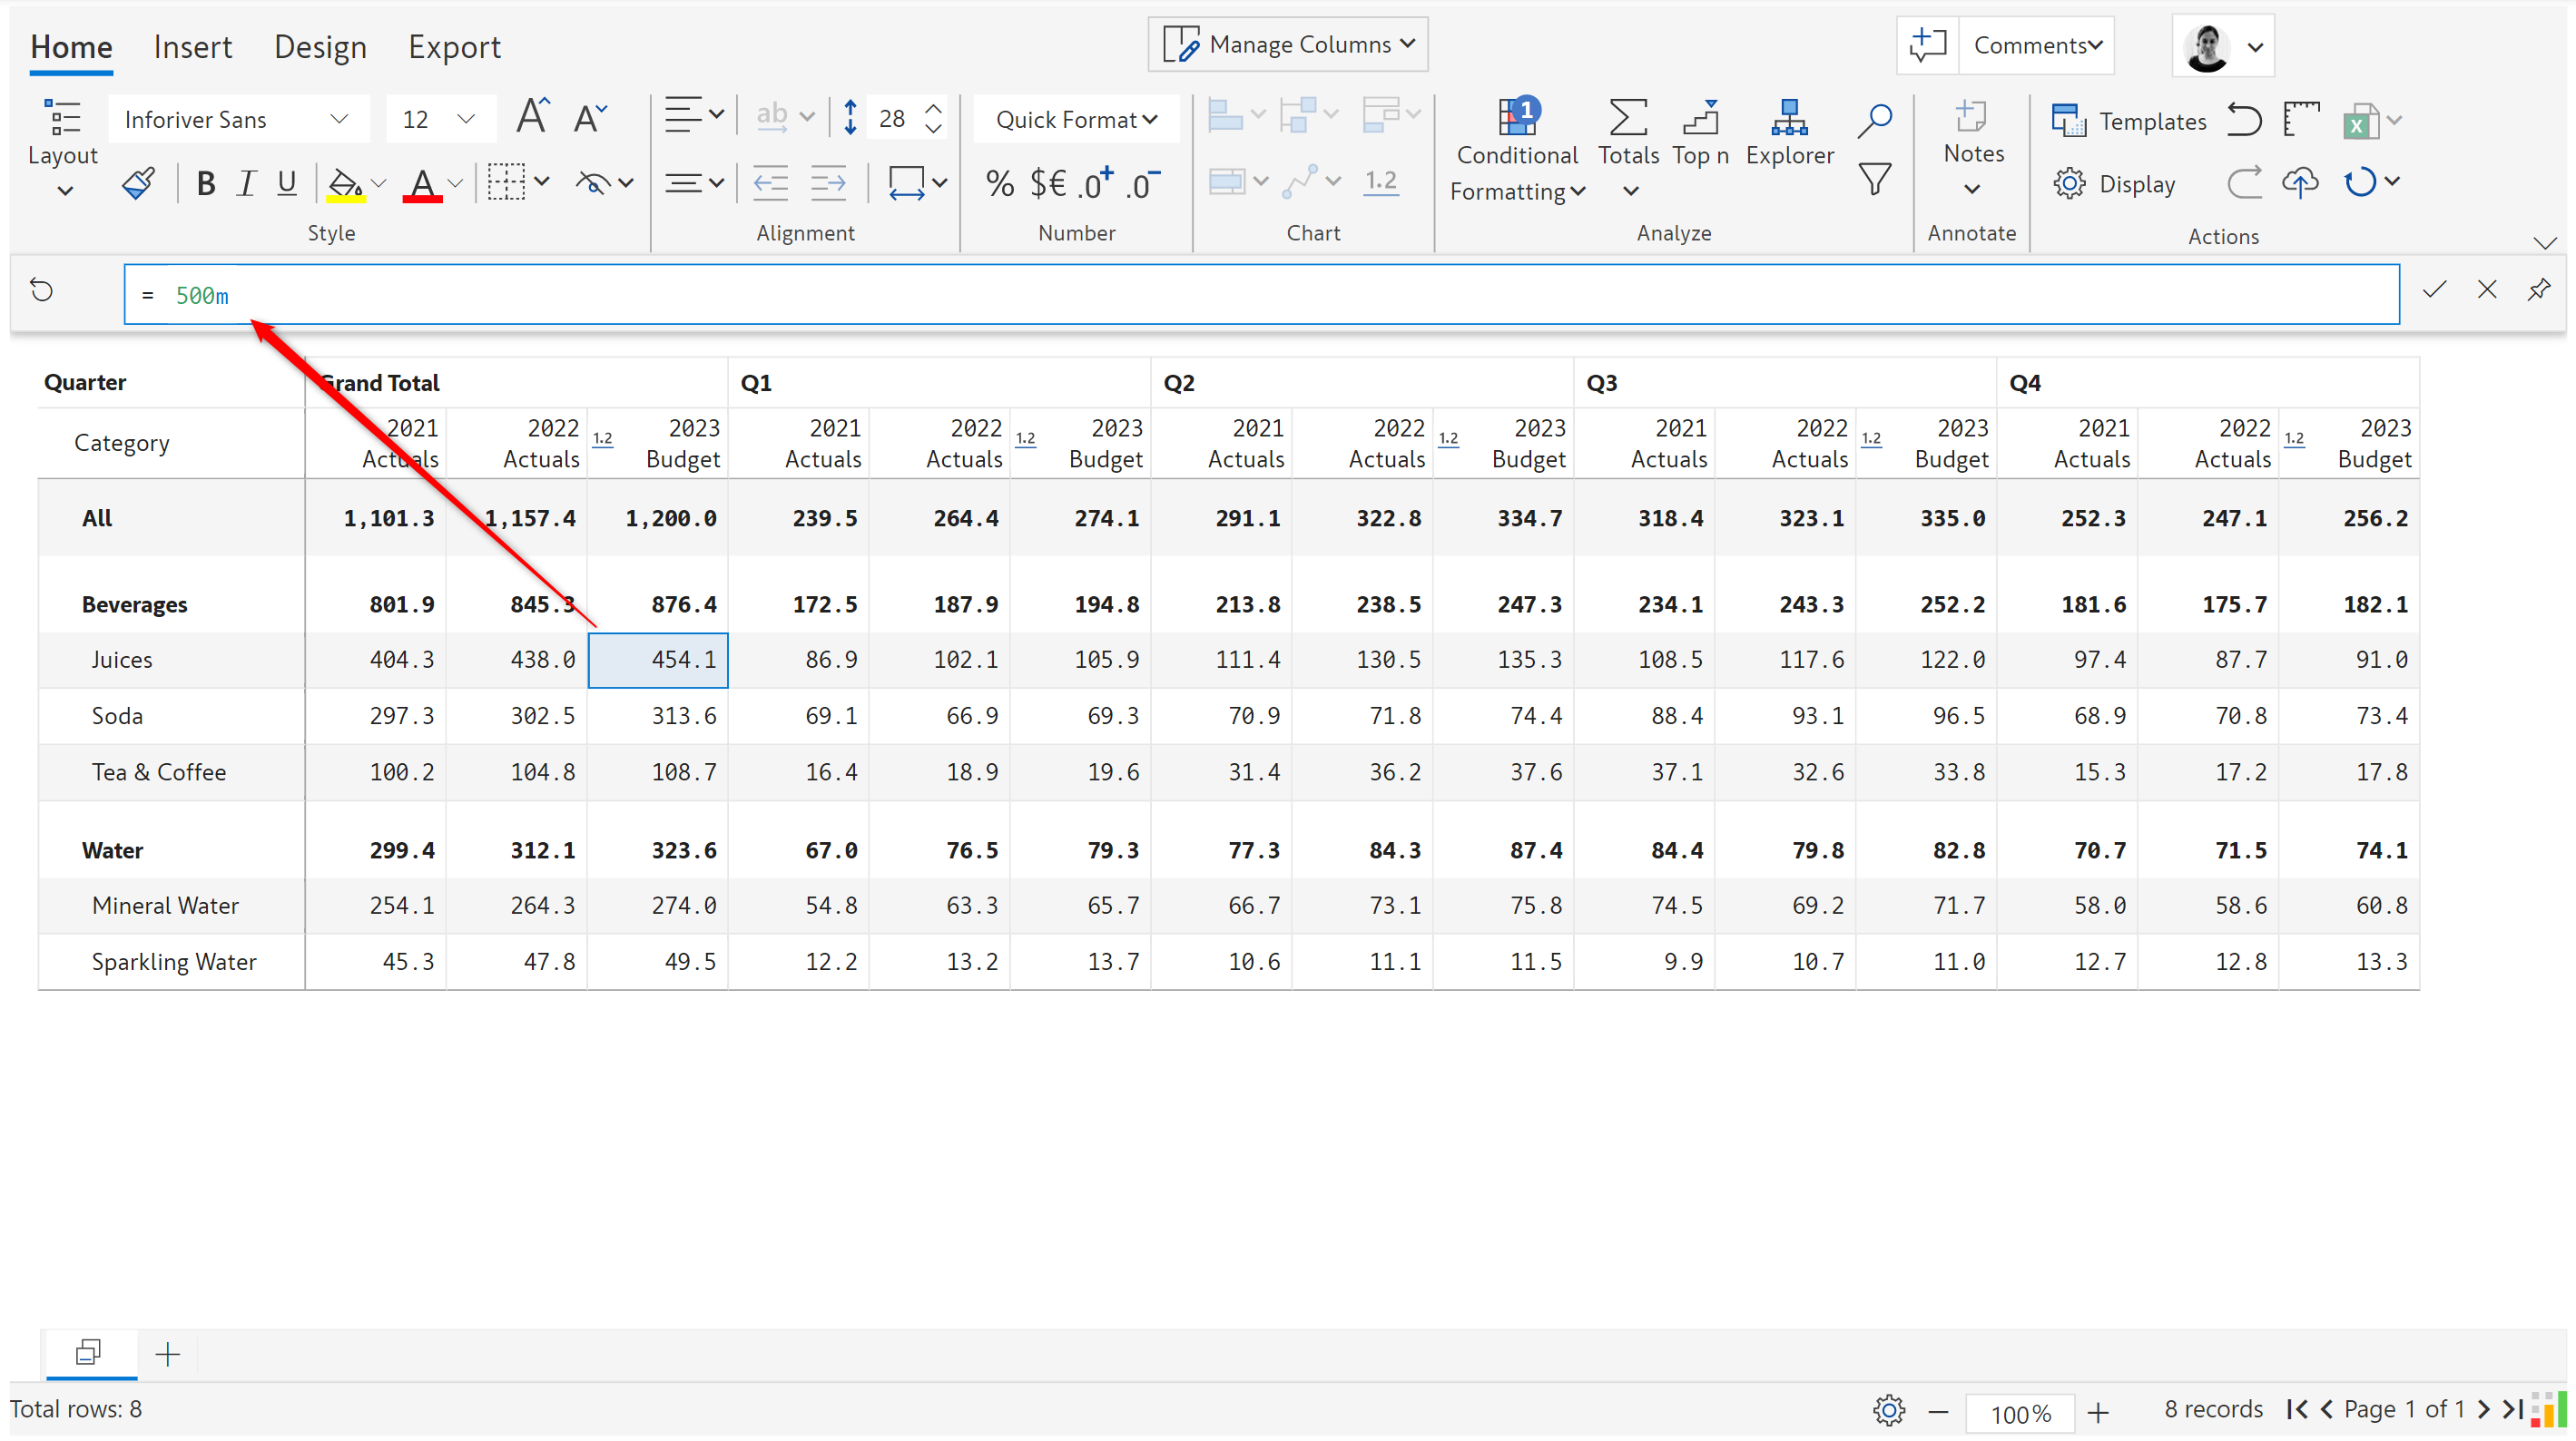 Home Insert Design Export Manage Columns Comments
Inforiver Sans 12 ab 28 Quick Format 1 Templates
Layout Conditional Formatting Totals Top n Explorer Notes
B I U A % $€ .0+ .0- 1.2 Display
Style Alignment Number Chart Analyze Annotate Actions
= 500m
Quarter Grand Total Q1 Q2 Q3 Q4
Category 2021 Actuals 2022 Actuals 1.2 2023 Budget 2021 Actuals 2022 Actuals 1.2 2023 Budget 2021 Actuals 2022 Actuals 1.2 2023 Budget 2021 Actuals 2022 Actuals 1.2 2023 Budget 2021 Actuals 2022 Actuals 1.2 2023 Budget
All 1,101.3 1,157.4 1,200.0 239.5 264.4 274.1 291.1 322.8 334.7 318.4 323.1 335.0 252.3 247.1 256.2
Beverages 801.9 845.3 876.4 172.5 187.9 194.8 213.8 238.5 247.3 234.1 243.3 252.2 181.6 175.7 182.1
Juices 404.3 438.0 454.1 86.9 102.1 105.9 111.4 130.5 135.3 108.5 117.6 122.0 97.4 87.7 91.0
Soda 297.3 302.5 313.6 69.1 66.9 69.3 70.9 71.8 74.4 88.4 93.1 96.5 68.9 70.8 73.4
Tea & Coffee 100.2 104.8 108.7 16.4 18.9 19.6 31.4 36.2 37.6 37.1 32.6 33.8 15.3 17.2 17.8
Water 299.4 312.1 323.6 67.0 76.5 79.3 77.3 84.3 87.4 84.4 79.8 82.8 70.7 71.5 74.1
Mineral Water 254.1 264.3 274.0 54.8 63.3 65.7 66.7 73.1 75.8 74.5 69.2 71.7 58.0 58.6 60.8
Sparkling Water 45.3 47.8 49.5 12.2 13.2 13.7 10.6 11.1 11.5 9.9 10.7 11.0 12.7 12.8 13.3
Total rows: 8 100% 8 records Page 1 of 1